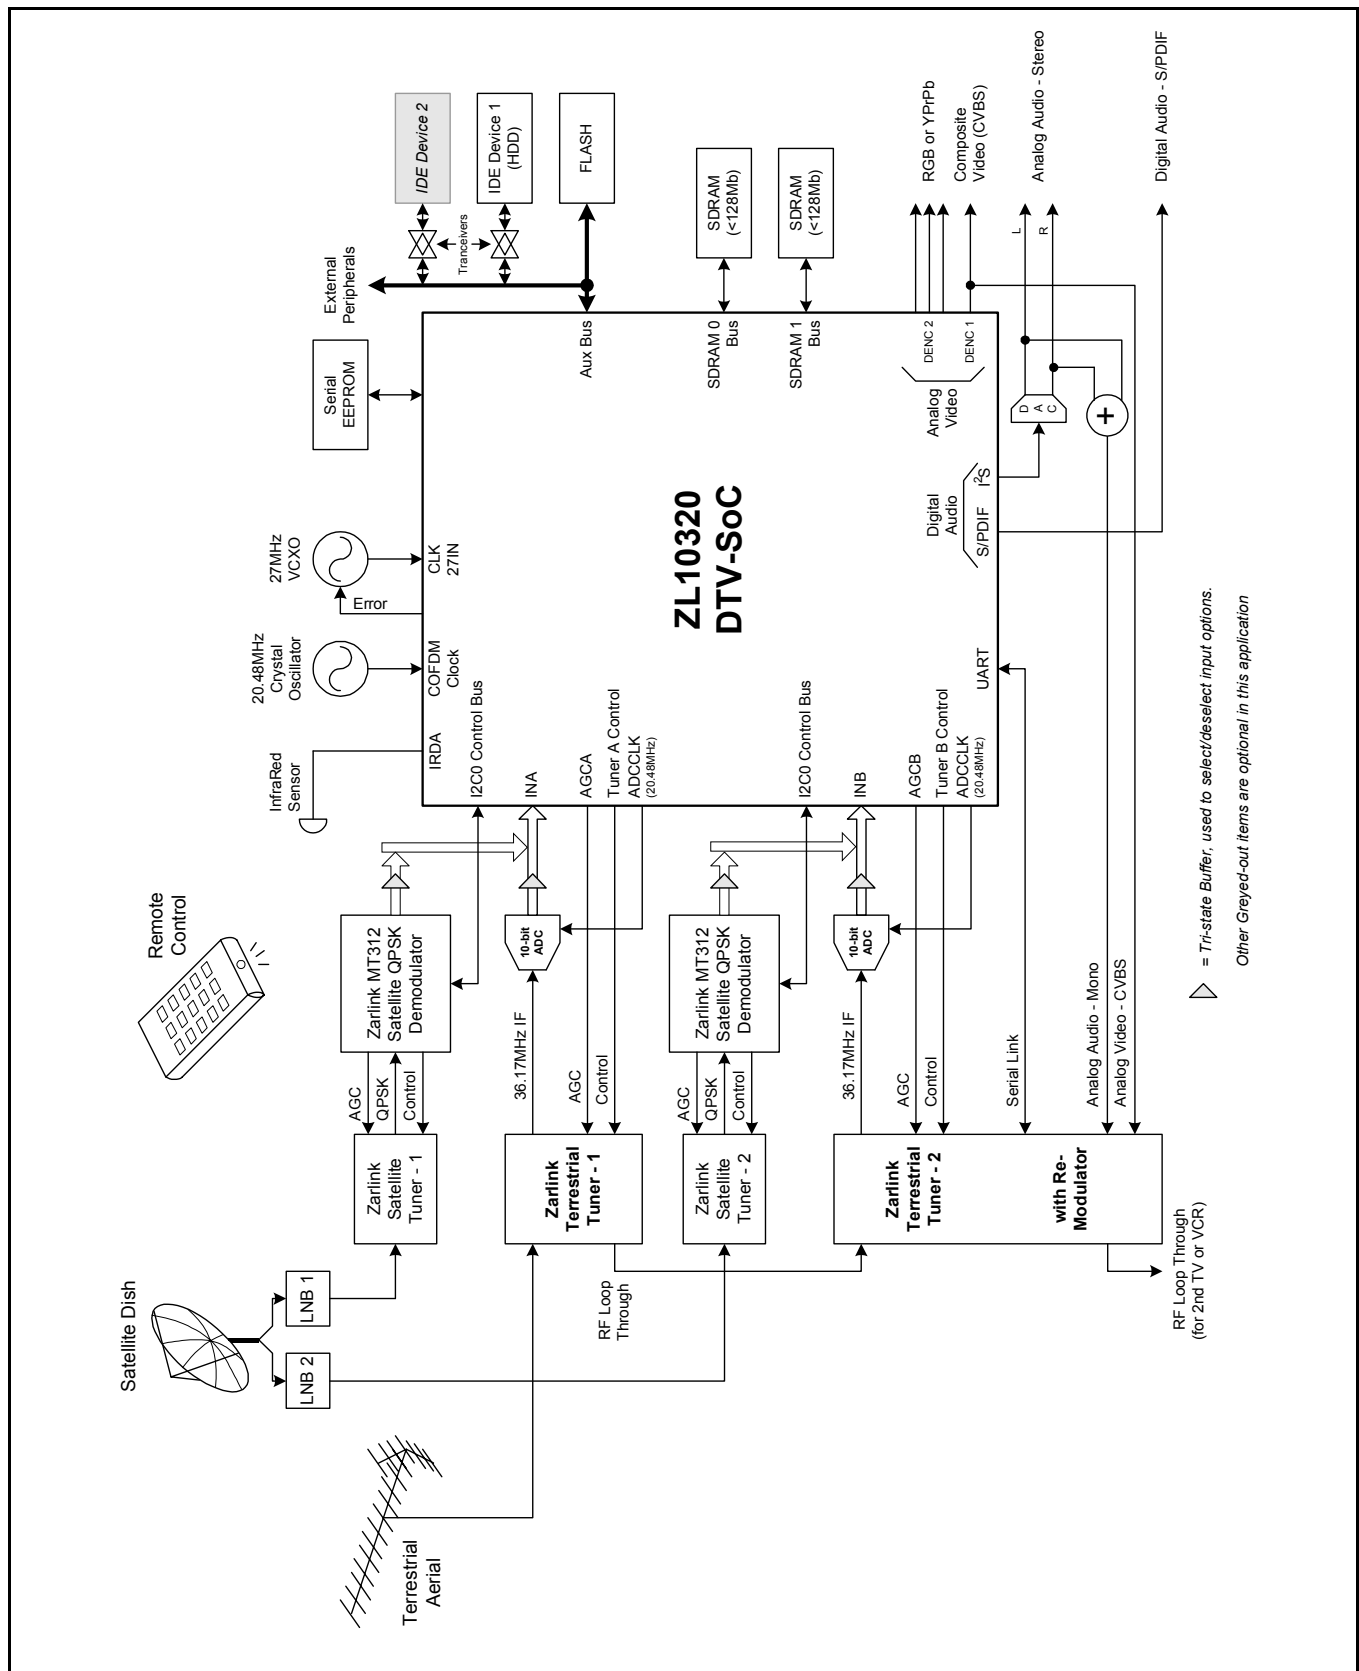 Satellite Dish
LNB 1
LNB 2
Terrestrial
Aerial
Remote
Control
InfraRed
Sensor
20.48MHz
Crystal
Oscillator
27MHz
VCXO
Error
Serial
EEPROM
External
Peripherals
Tranceivers
IDE Device 2
IDE Device 1
(HDD)
FLASH
IRDA
COFDM
Clock
CLK
27IN
Aux Bus
Zarlink
Satellite
Tuner - 1
AGC
QPSK
Control
Zarlink MT312
Satellite QPSK
Demodulator
I2C0 Control Bus
INA
10-bit
ADC
36.17MHz IF
AGC
Control
AGCA
Tuner A Control
ADCCLK
(20.48MHz)
Zarlink
Terrestrial
Tuner - 1
RF Loop
Through
ZL10320
DTV-SoC
SDRAM 0
Bus
SDRAM
(<128Mb)
SDRAM 1
Bus
SDRAM
(<128Mb)
Zarlink
Satellite
Tuner - 2
AGC
QPSK
Control
Zarlink MT312
Satellite QPSK
Demodulator
I2C0 Control Bus
INB
10-bit
ADC
36.17MHz IF
AGC
Control
AGCB
Tuner B Control
ADCCLK
(20.48MHz)
Zarlink
Terrestrial
Tuner - 2
with Re-
Modulator
Serial Link
UART
Digital
Audio
S/PDIF
I2S
Analog
Video
DENC 2
DENC 1
RGB or YPrPb
Composite
Video (CVBS)
D
A
C
L
R
+
Analog Audio - Stereo
Digital Audio - S/PDIF
Analog Audio - Mono
Analog Video - CVBS
RF Loop Through
(for 2nd TV or VCR)
= Tri-state Buffer, used to select/deselect input options.
Other Greyed-out items are optional in this application